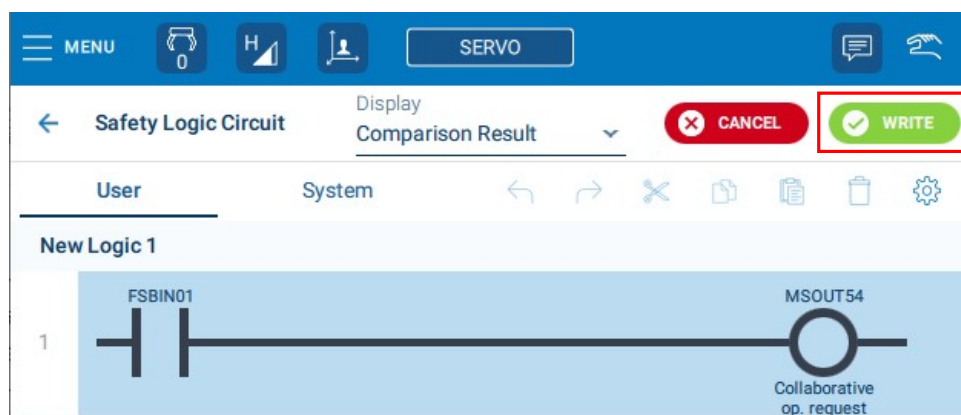 MENU
0
H
SERVO
Safety Logic Circuit
Display
Comparison Result
CANCEL
WRITE
User
System
New Logic 1
FSBIN01
MSOUT54
1
Collaborative
op. request